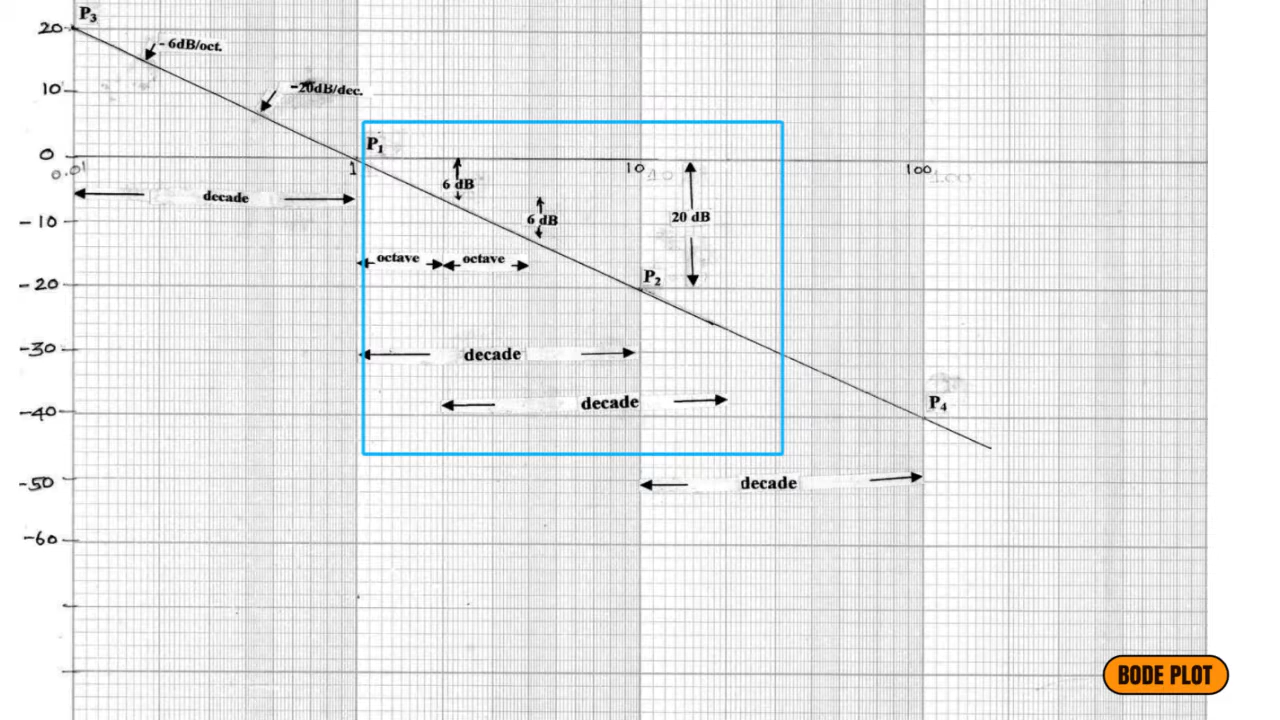 P3
20
- 6dB/oct.
10
-20dB/dec.
P1
0
0.01
1
10
100
6 dB
decade
20 dB
-10
6 dB
octave
octave
P2
-20
-30
decade
decade
P4
-40
-50
decade
-60
BODE PLOT